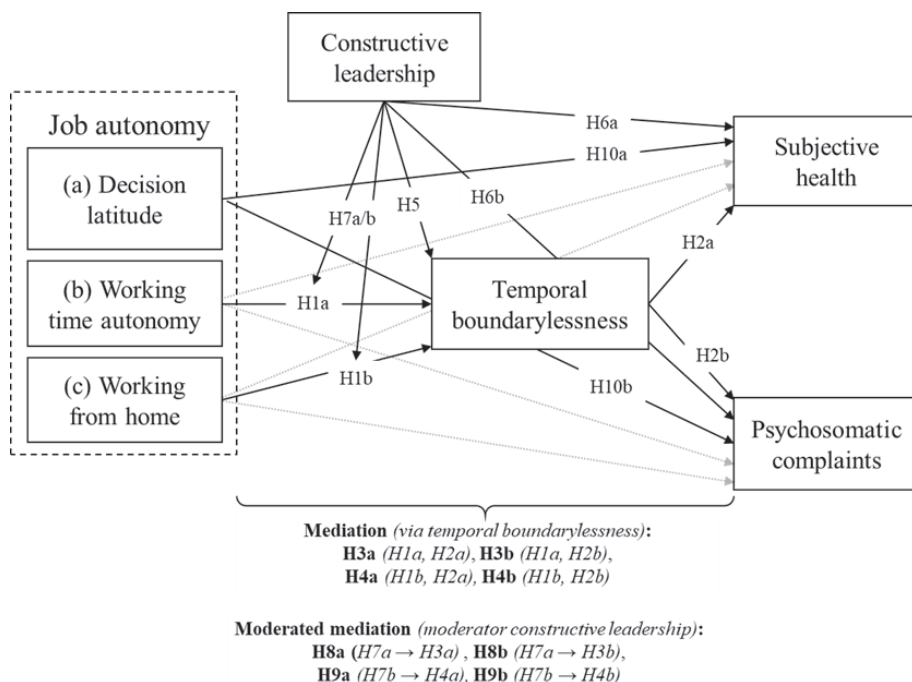 Constructive
leadership
Job autonomy
(a) Decision
latitude
(b) Working
time autonomy
(c) Working
from home
H7a/b
H5
H6b
H6a
H10a
Subjective
health
H1a
Temporal
boundarylessness
H2a
H1b
H2b
H10b
Psychosomatic
complaints
Mediation (via temporal boundarylessness):
H3a (H1a, H2a), H3b (H1a, H2b),
H4a (H1b, H2a), H4b (H1b, H2b)
Moderated mediation (moderator constructive leadership):
H8a (H7a → H3a) , H8b (H7a → H3b),
H9a (H7b → H4a), H9b (H7b → H4b)